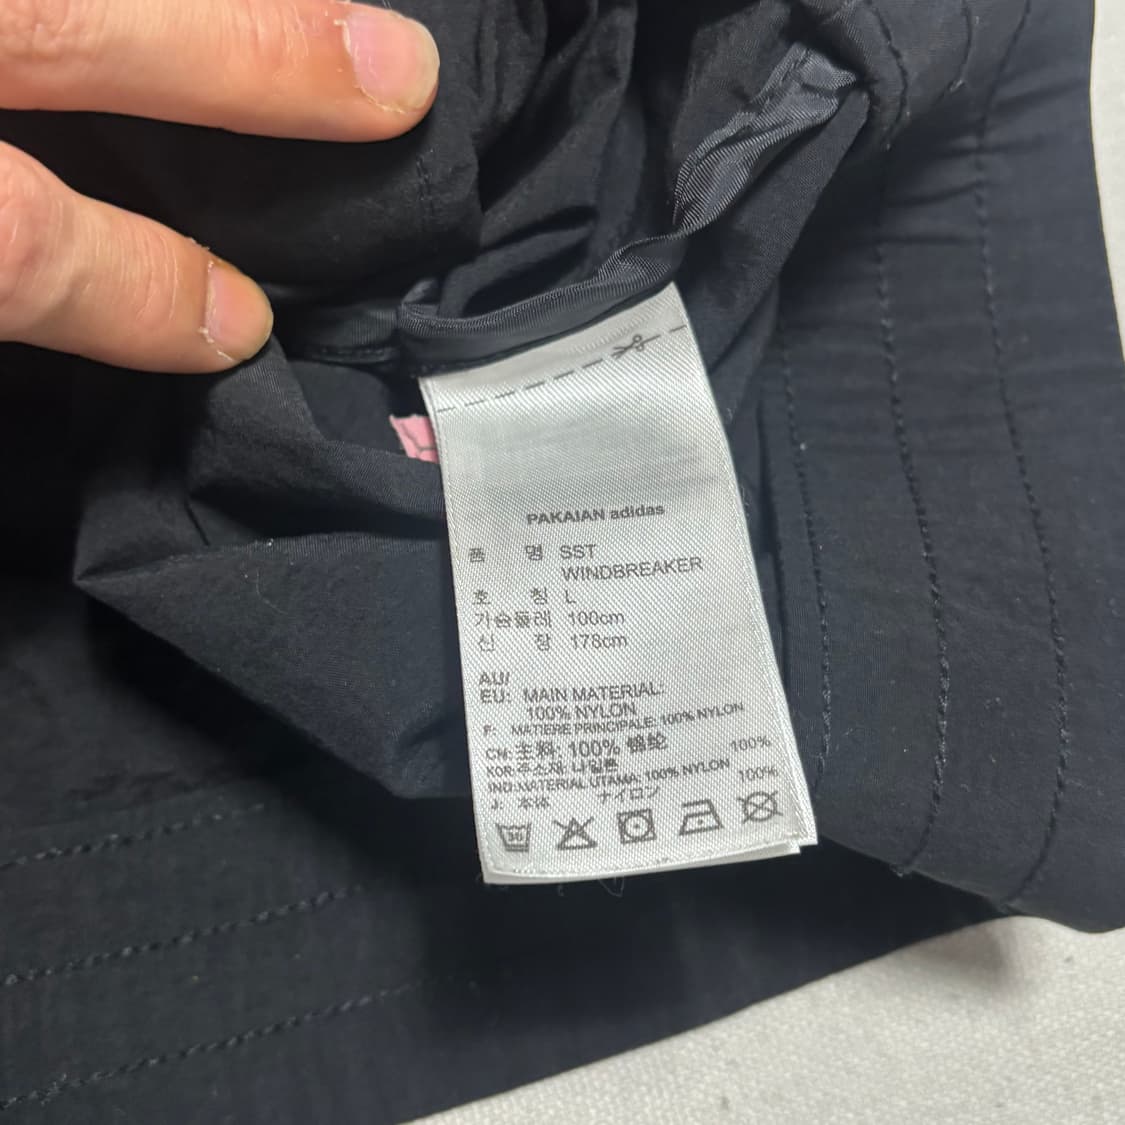 PAKAIAN adidas
품 명 SST
WINDBREAKER
호 칭 L
가슴둘레 100cm
신 장 178cm
AU/
EU: MAIN MATERIAL:
100% NYLON
F: MATIERE PRINCIPALE: 100% NYLON
CN: 主料: 100% 锦纶
KOR: 주소재: 나일론 100%
IND: MATERIAL UTAMA: 100% NYLON
J: 本体 ナイロン 100%
30